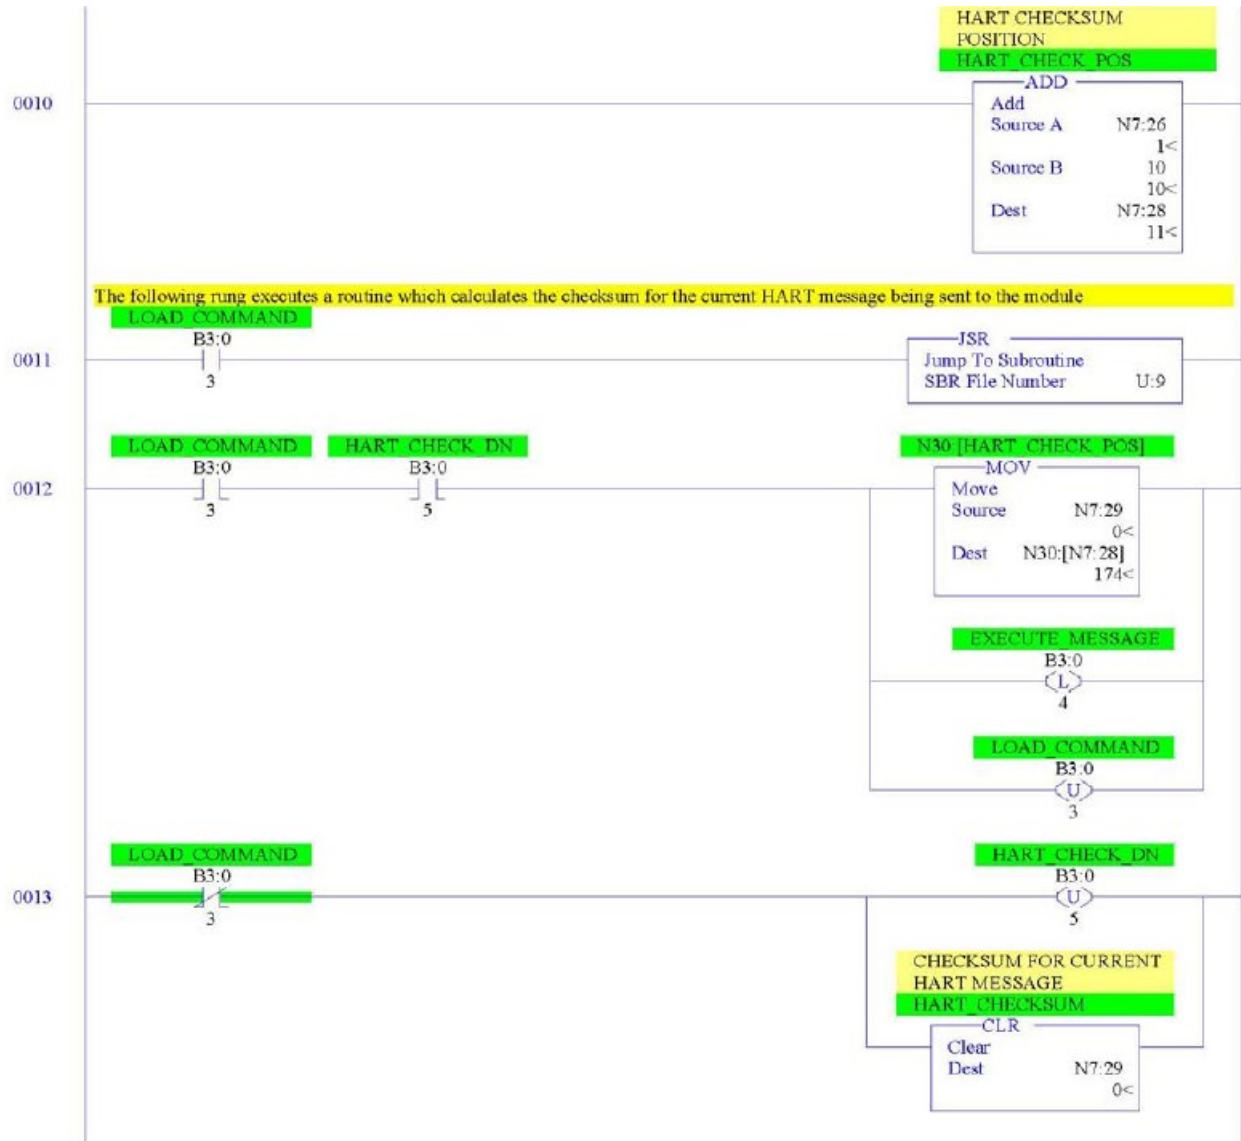 HART CHECKSUM
POSITION
HART_CHECK_POS
ADD
0010
Add
Source A N7:26
1<
Source B 10
10<
Dest N7:28
11<
The following rung executes a routine which calculates the checksum for the current HART message being sent to the module
LOAD_COMMAND
B3:0
JSR
0011
Jump To Subroutine
3
SBR File Number U:9
LOAD_COMMAND HART_CHECK_DN N30:[HART_CHECK_POS]
B3:0 B3:0 MOV
0012
Move
3 5
Source N7:29
0<
Dest N30:[N7:28]
174<
EXECUTE_MESSAGE
B3:0
L
4
LOAD_COMMAND
B3:0
U
3
LOAD_COMMAND HART_CHECK_DN
B3:0 B3:0
0013
U
3 5
CHECKSUM FOR CURRENT
HART MESSAGE
HART_CHECKSUM
CLR
Clear
Dest N7:29
0<